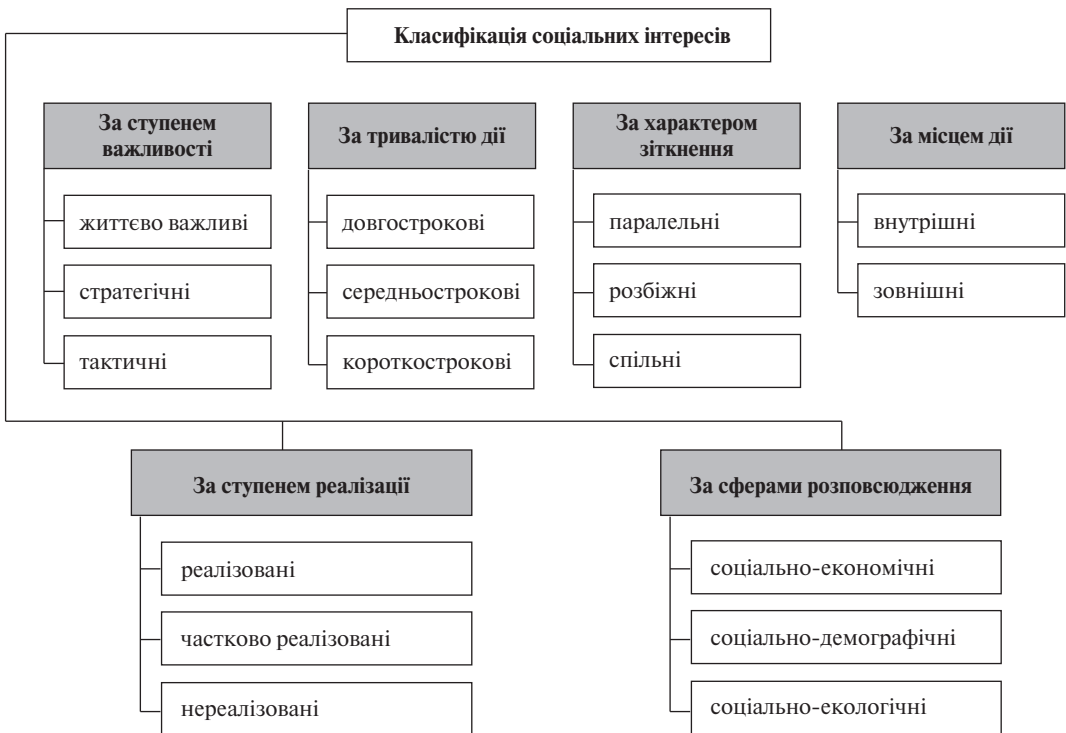 Класифікація соціальних інтересів
За ступенем
важливості
життєво важливі
стратегічні
тактичні
За тривалістю дії
довгострокові
середньострокові
короткострокові
За характером
зіткнення
паралельні
розбіжні
спільні
За місцем дії
внутрішні
зовнішні
За ступенем реалізації
реалізовані
частково реалізовані
нереалізовані
За сферами розповсюдження
соціально-економічні
соціально-демографічні
соціально-екологічні